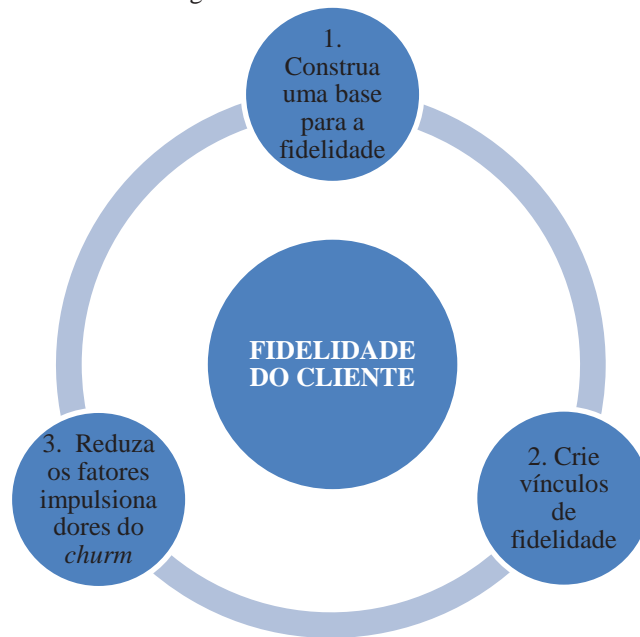 1.
Construa
uma base
para a
fidelidade
FIDELIDADE
DO CLIENTE
2. Crie
vínculos
de
fidelidade
3. Reduza
os fatores
impulsiona
dores do
churm